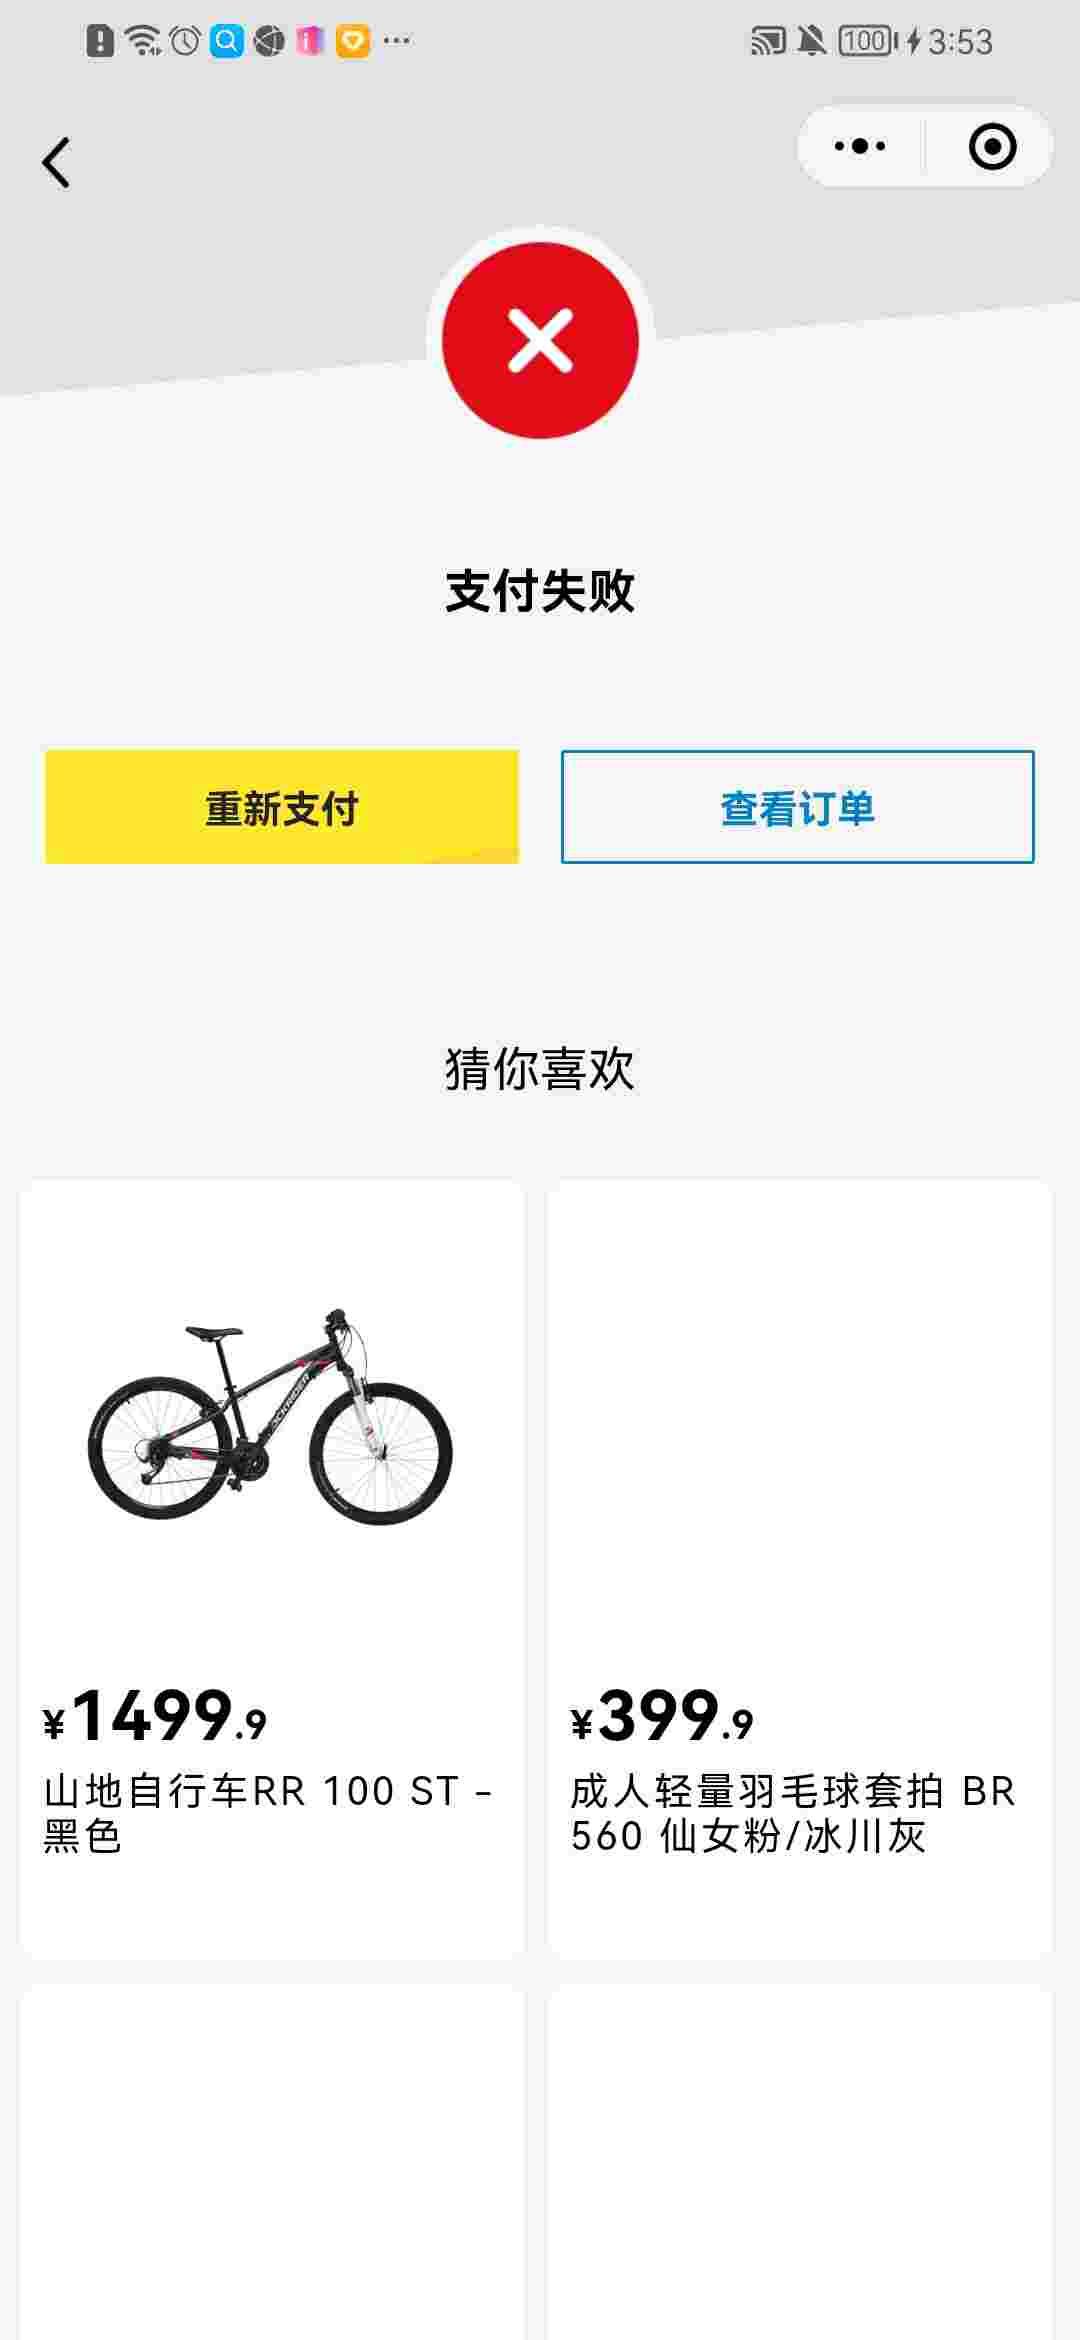 100 3:53
支付失败
重新支付 查看订单
猜你喜欢
¥1499.9
山地自行车RR 100 ST -
黑色
¥399.9
成人轻量羽毛球套拍 BR
560 仙女粉/冰川灰